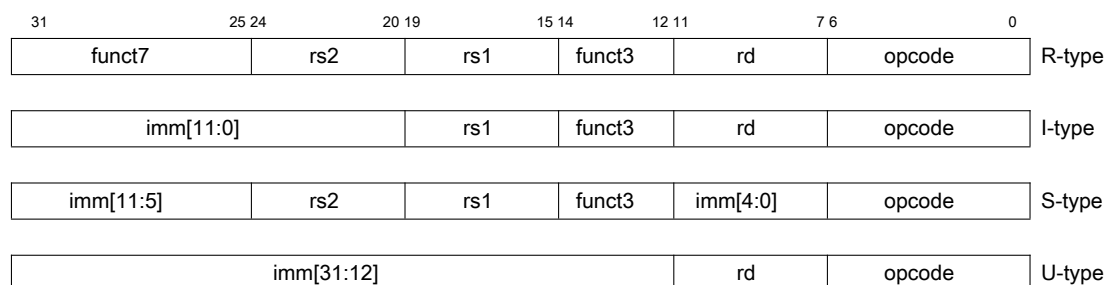 31 25 24 20 19 15 14 12 11 7 6 0
funct7 rs2 rs1 funct3 rd opcode R-type
imm[11:0] rs1 funct3 rd opcode I-type
imm[11:5] rs2 rs1 funct3 imm[4:0] opcode S-type
imm[31:12] rd opcode U-type